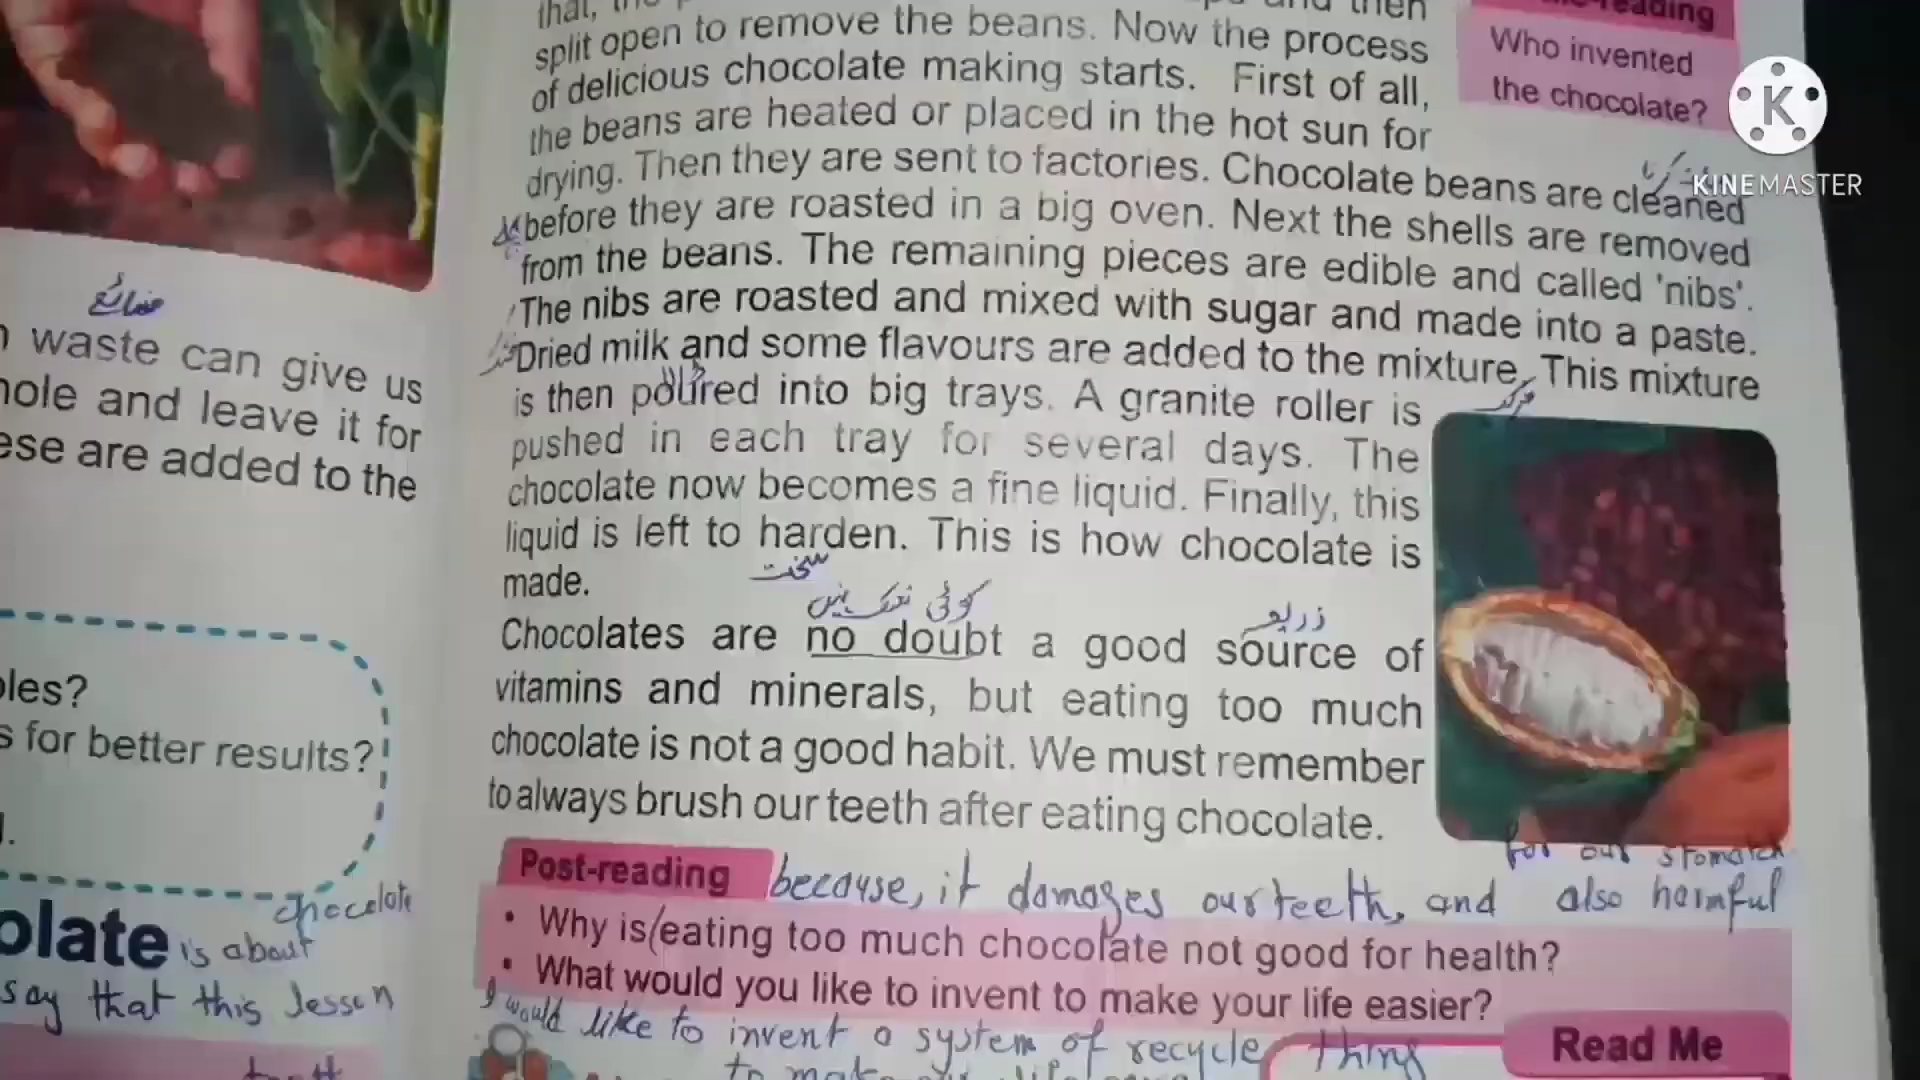 split open to remove the beans. Now the process
of delicious chocolate making starts. First of all,
the beans are heated or placed in the hot sun for
drying. Then they are sent to factories. Chocolate beans are cleaned
before they are roasted in a big oven. Next the shells are removed
from the beans. The remaining pieces are edible and called 'nibs'.
The nibs are roasted and mixed with sugar and made into a paste.
Dried milk and some flavours are added to the mixture. This mixture
is then poured into big trays. A granite roller is
pushed in each tray for several days. The
chocolate now becomes a fine liquid. Finally, this
liquid is left to harden. This is how chocolate is
سخت
made.
کوئی شک نہیں
ذریعہ
Chocolates are no doubt a good source of
vitamins and minerals, but eating too much
chocolate is not a good habit. We must remember
to always brush our teeth after eating chocolate.
for our stomatch
Post-reading
because, it damages our teeth, and also harmful
• Why is/eating too much chocolate not good for health?
• What would you like to invent to make your life easier?
I would like to invent a system of recycle thing
Read Me
Who invented
the chocolate?
K
KINEMASTER
ضائع
waste can give us
hole and leave it for
ese are added to the
les?
s for better results?
chocolate
olate is about
say that this lessen